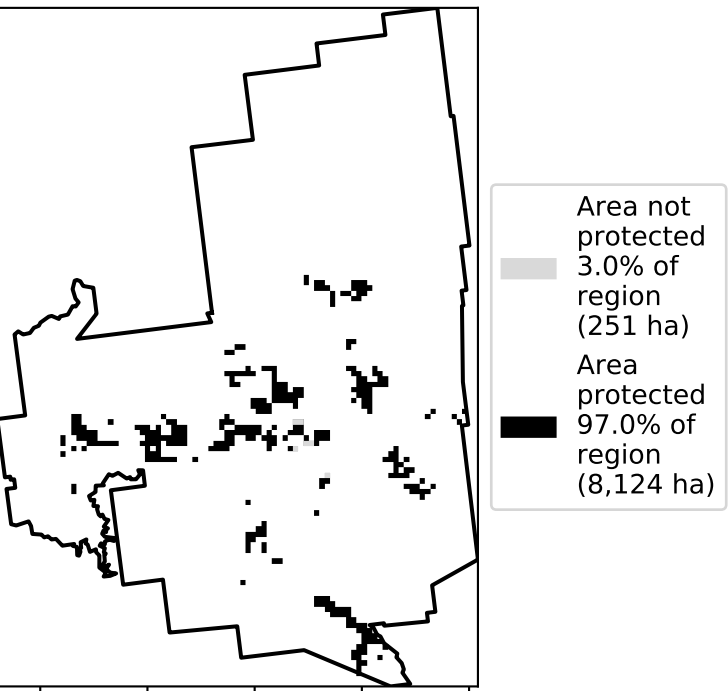 Area not
protected
3.0% of
region
(251 ha)
Area
protected
97.0% of
region
(8,124 ha)